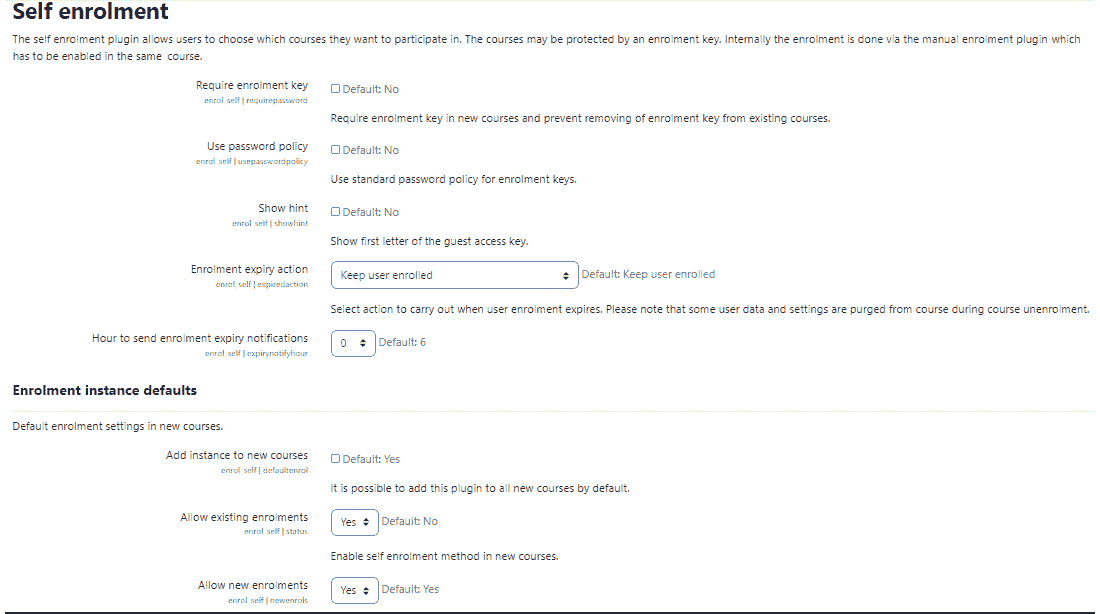 Self enrolment
The self enrolment plugin allows users to choose which courses they want to participate in. The courses may be protected by an enrolment key. Internally the enrolment is done via the manual enrolment plugin which
has to be enabled in the same course.
Require enrolment key
enrol_self | requirepassword
Default: No
Require enrolment key in new courses and prevent removing of enrolment key from existing courses.
Use password policy
enrol_self | usepasswordpolicy
Default: No
Use standard password policy for enrolment keys.
Show hint
enrol_self | showhint
Default: No
Show first letter of the guest access key.
Enrolment expiry action
enrol_self | expiredaction
Keep user enrolled Default: Keep user enrolled
Select action to carry out when user enrolment expires. Please note that some user data and settings are purged from course during course unenrolment.
Hour to send enrolment expiry notifications
enrol_self | expirynotifyhour
0 Default: 6
Enrolment instance defaults
Default enrolment settings in new courses.
Add instance to new courses
enrol_self | defaultenrol
Default: Yes
It is possible to add this plugin to all new courses by default.
Allow existing enrolments
enrol_self | status
Yes Default: No
Enable self enrolment method in new courses.
Allow new enrolments
enrol_self | newenrols
Yes Default: Yes